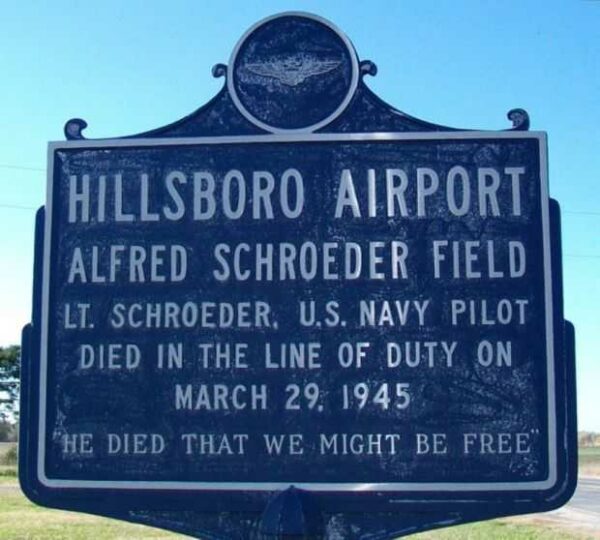 HILLSBORO AIRPORT
ALFRED SCHROEDER FIELD
LT. SCHROEDER, U.S. NAVY PILOT
DIED IN THE LINE OF DUTY ON
MARCH 29, 1945
"HE DIED THAT WE MIGHT BE FREE"